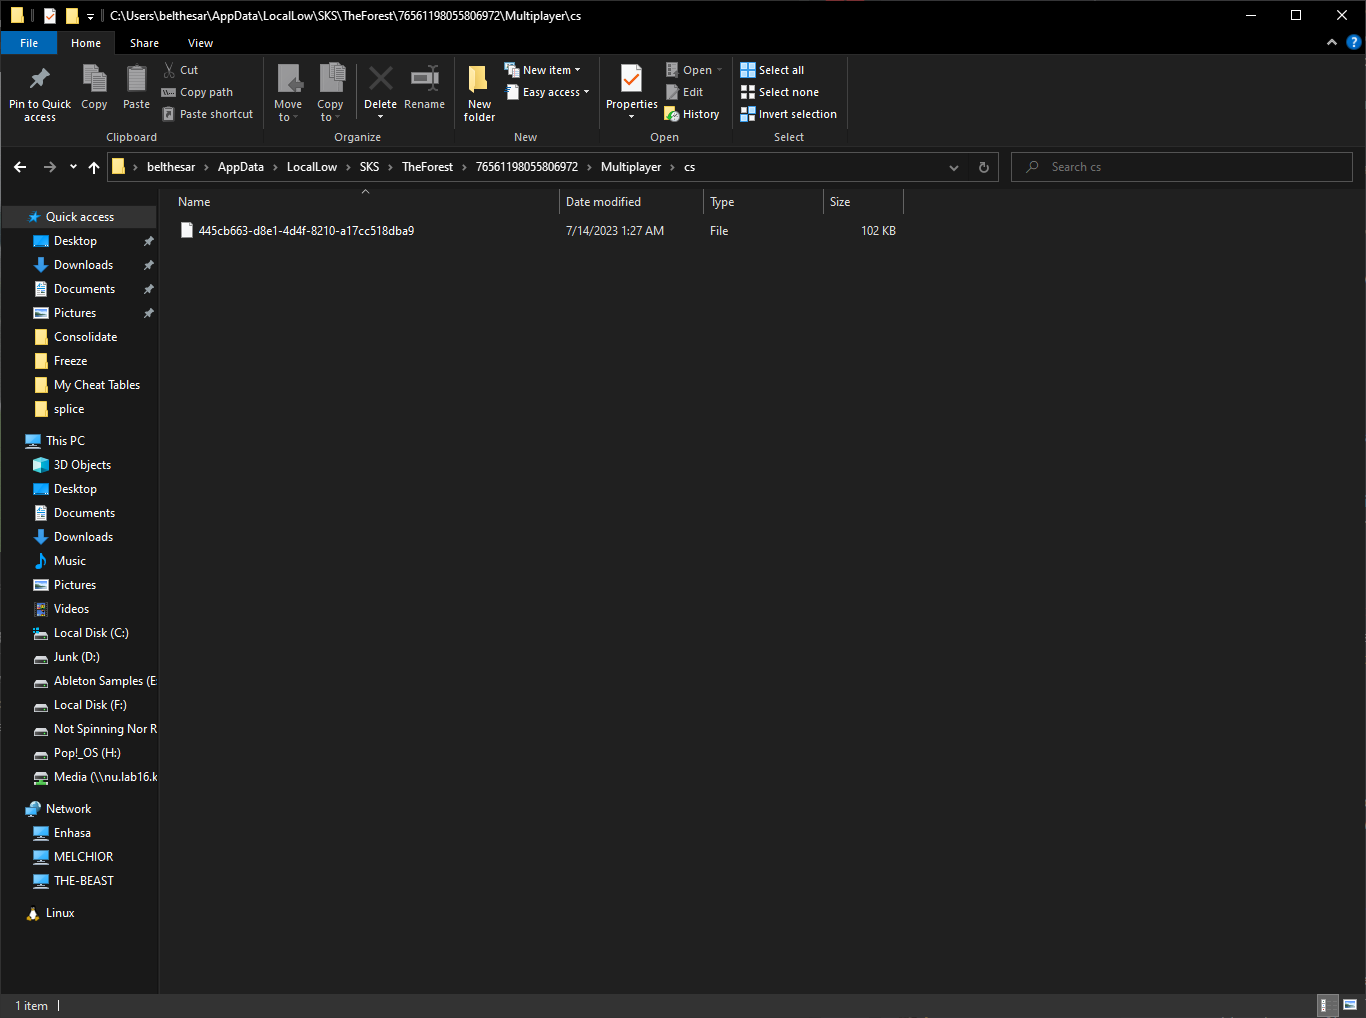 C:\Users\belthesar\AppData\LocalLow\SKS\TheForest\76561198055806972\Multiplayer\cs
File Home Share View
Pin to Quick access
Copy
Paste
Cut
Copy path
Paste shortcut
Clipboard
Move to
Copy to
Delete
Rename
Organize
New folder
New item
Easy access
New
Properties
Open
Edit
History
Open
Select all
Select none
Invert selection
Select
belthesar > AppData > LocalLow > SKS > TheForest > 76561198055806972 > Multiplayer > cs
Search cs
Name Date modified Type Size
445cb663-d8e1-4d4f-8210-a17cc518dba9 7/14/2023 1:27 AM File 102 KB
Quick access
Desktop
Downloads
Documents
Pictures
Consolidate
Freeze
My Cheat Tables
splice
This PC
3D Objects
Desktop
Documents
Downloads
Music
Pictures
Videos
Local Disk (C:)
Junk (D:)
Ableton Samples (E:
Local Disk (F:)
Not Spinning Nor R
Pop!_OS (H:)
Media (\\nu.lab16.k
Network
Enhasa
MELCHIOR
THE-BEAST
Linux
1 item